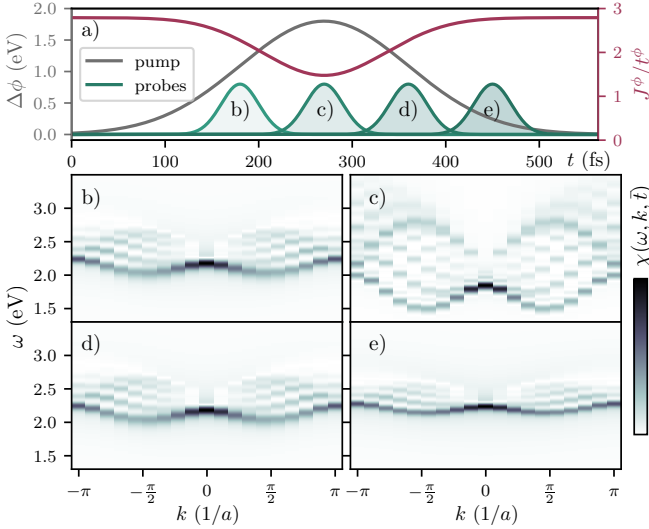 a)
Δϕ (eV)
2.0
1.5
1.0
0.5
0.0
pump
probes
b)
c)
d)
e)
3
2
1
0
J^ϕ/t^ϕ
0
100
200
300
400
500
t (fs)
b)
c)
3.0
2.5
2.0
1.5
ω (eV)
d)
e)
3.0
2.5
2.0
1.5
−π
−π/2
0
π/2
π
k (1/a)
−π
−π/2
0
π/2
π
k (1/a)
χ(ω, k, t̄)